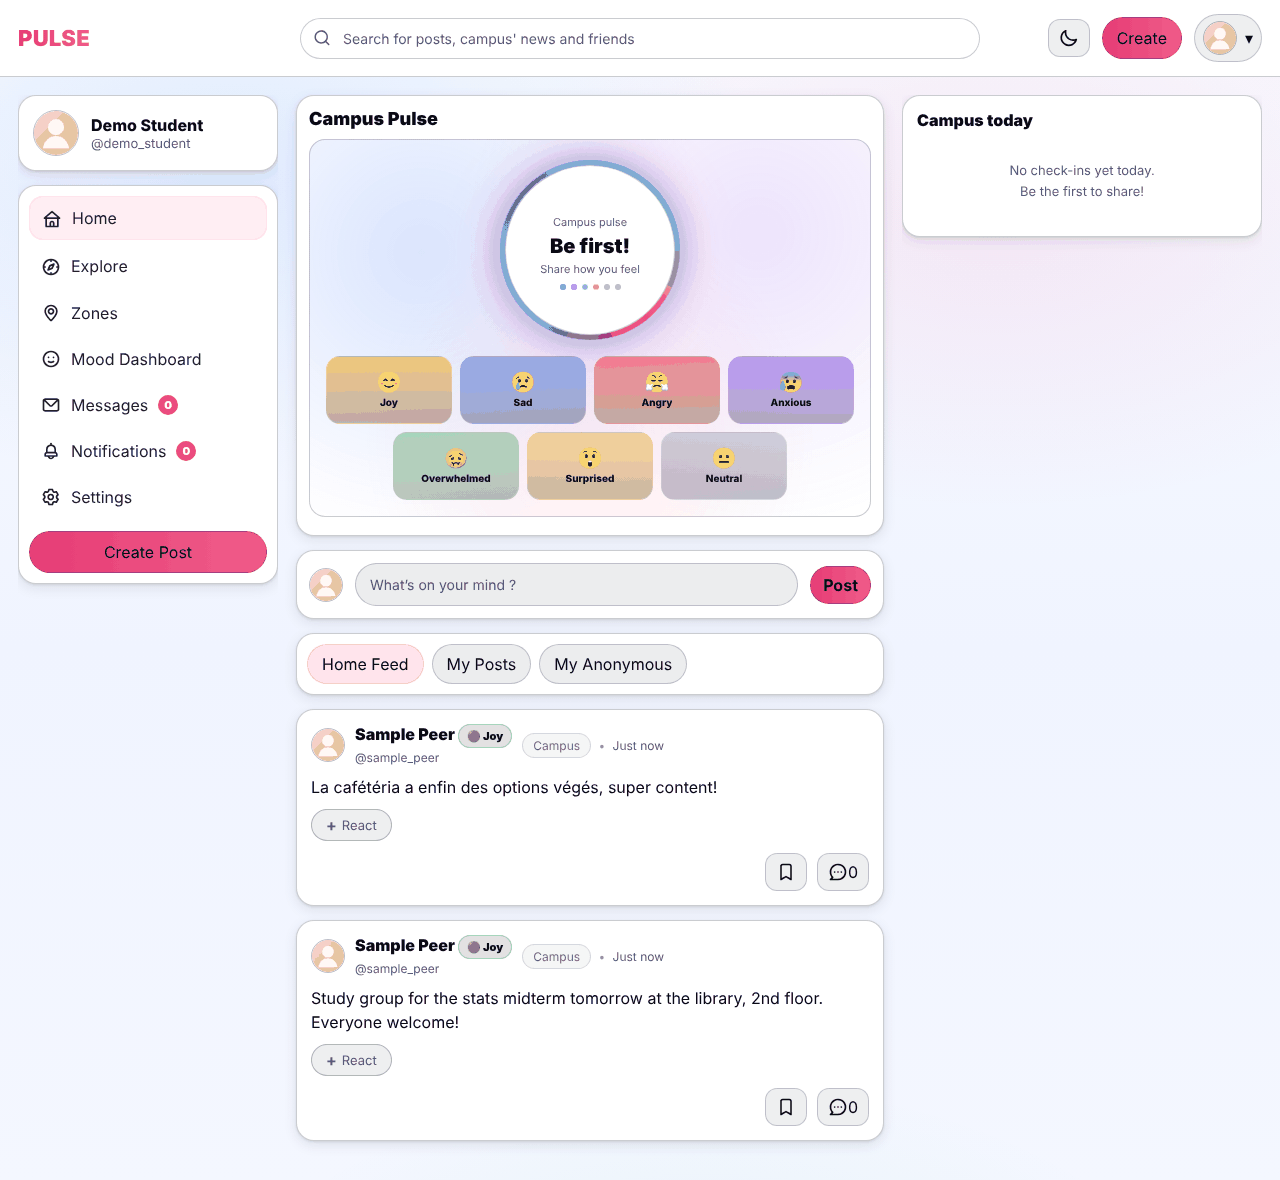 PULSE
Search for posts, campus' news and friends
Create
▾
Demo Student
@demo_student
Home
Explore
Zones
Mood Dashboard
Messages 0
Notifications 0
Settings
Create Post
Campus Pulse
Campus pulse
Be first!
Share how you feel
Joy
Sad
Angry
Anxious
Overwhelmed
Surprised
Neutral
What's on your mind ?
Post
Home Feed
My Posts
My Anonymous
Sample Peer Joy Campus • Just now
@sample_peer
La cafétéria a enfin des options végés, super content!
+ React
0
Sample Peer Joy Campus • Just now
@sample_peer
Study group for the stats midterm tomorrow at the library, 2nd floor.
Everyone welcome!
+ React
0
Campus today
No check-ins yet today.
Be the first to share!